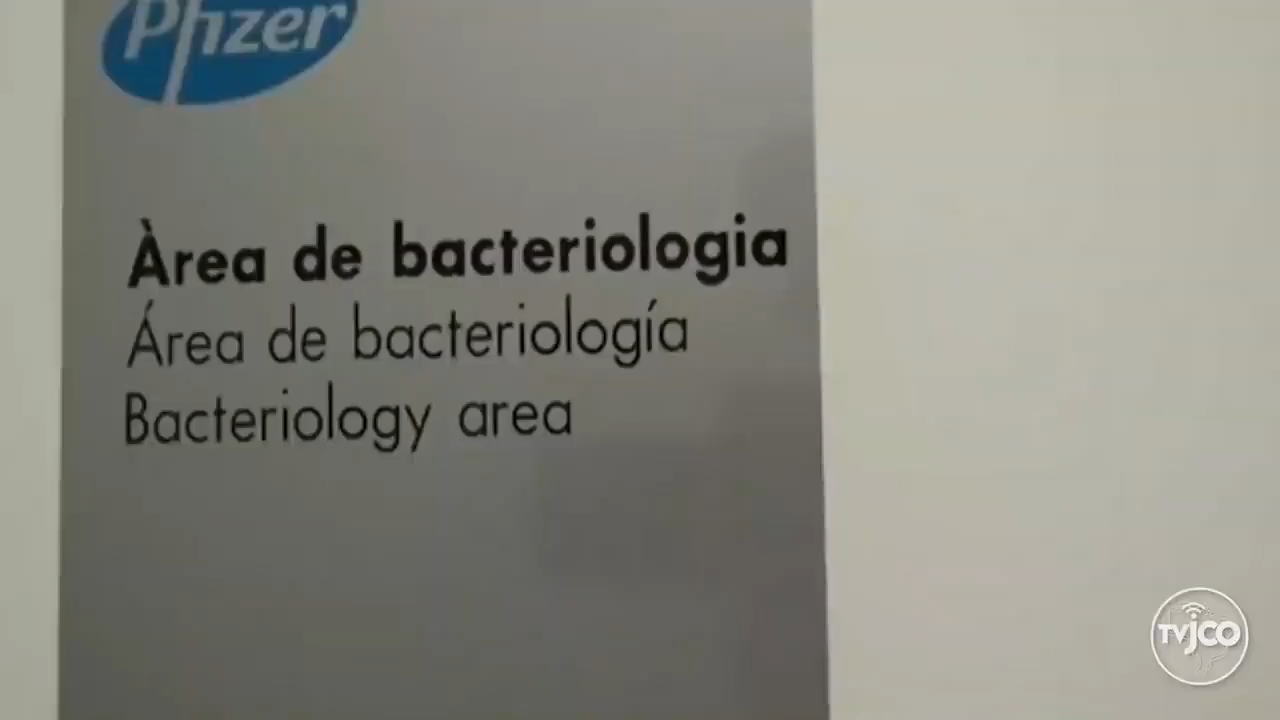 Pfizer
Àrea de bacteriologia
Área de bacteriología
Bacteriology area
TVJCO